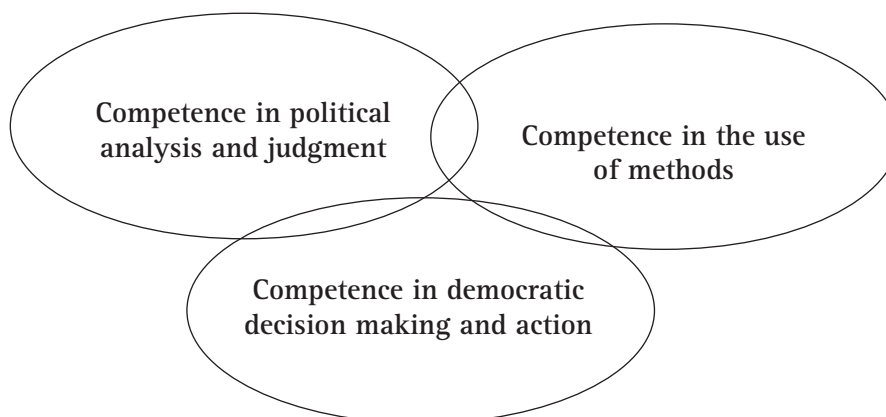 Competence in political
analysis and judgment
Competence in the use
of methods
Competence in democratic
decision making and action